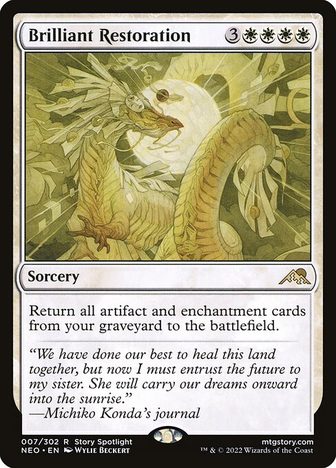 Brilliant Restoration 3
Sorcery
Return all artifact and enchantment cards
from your graveyard to the battlefield.
“We have done our best to heal this land
together, but now I must entrust the future to
my sister. She will carry our dreams onward
into the sunrise.”
—Michiko Konda’s journal
007/302 R Story Spotlight mtgstory.com
NEO • EN Wylie Beckert ™ & © 2022 Wizards of the Coast